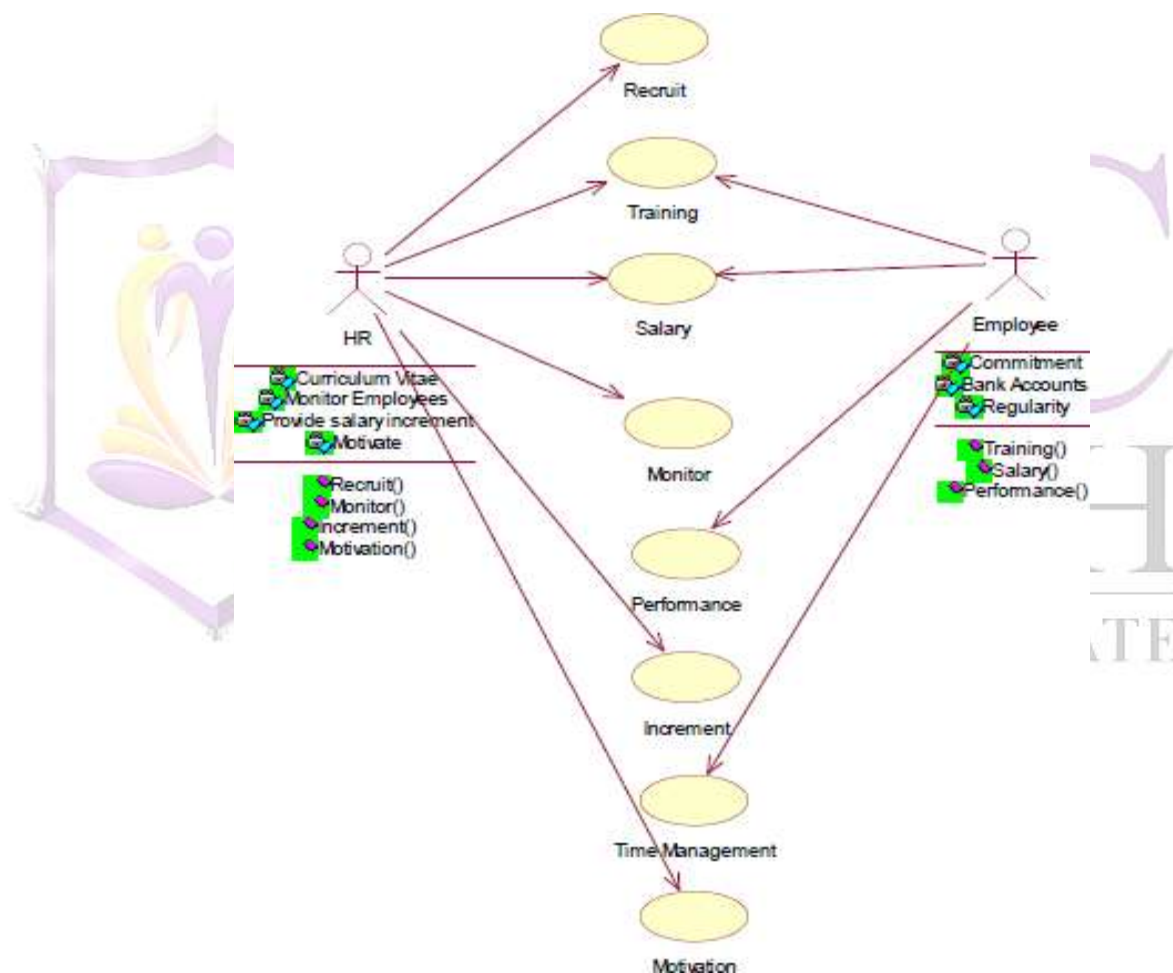 Recruit
Training
Salary
HR
Employee
Curriculum Vitae
Monitor Employees
Provide salary increment
Motivate
Recruit()
Monitor()
Increment()
Motivation()
Commitment
Bank Accounts
Regularity
Training()
Salary()
Performance()
Monitor
Performance
Increment
Time Management
Motivation